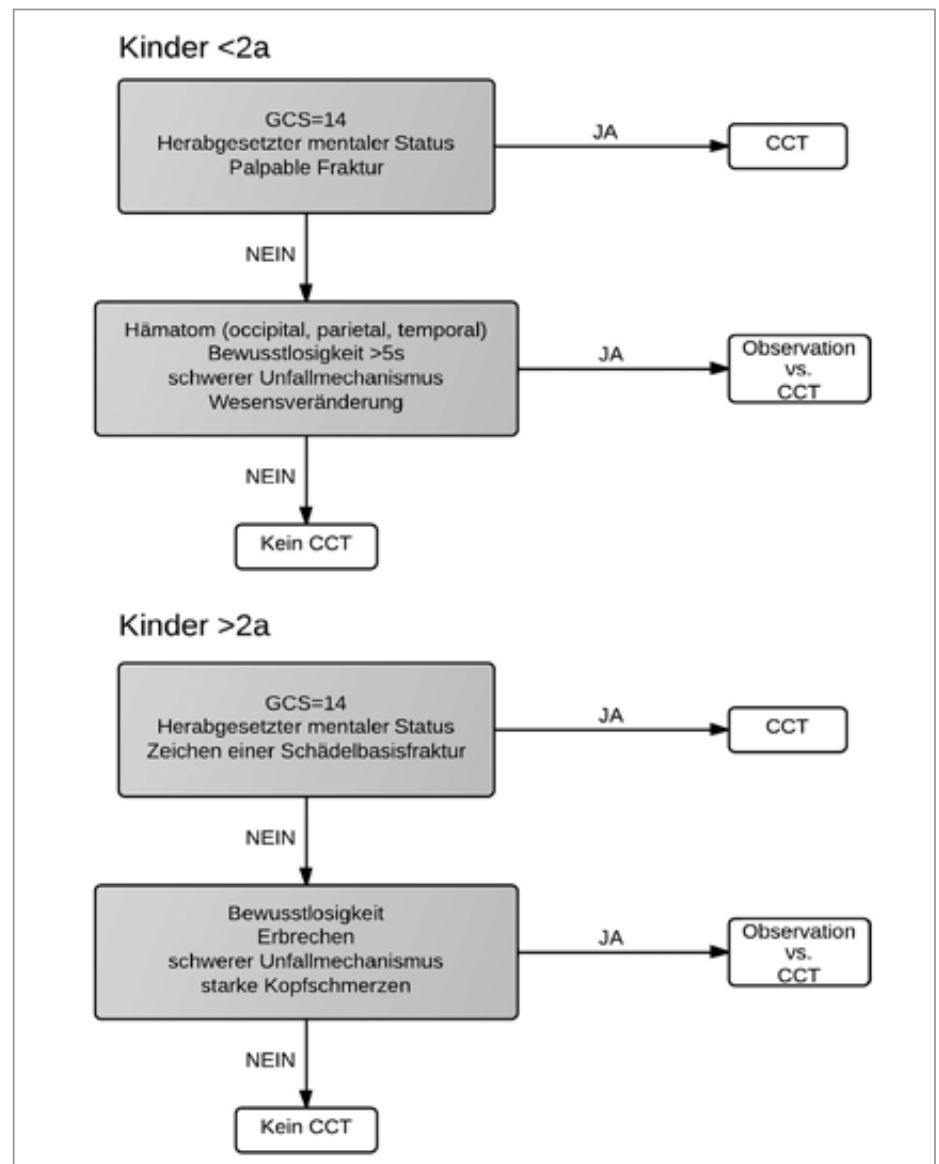 Kinder <2a
GCS=14
Herabgesetzter mentaler Status
Palpable Fraktur
JA
CCT
NEIN
Hämatom (occipital, parietal, temporal)
Bewusstlosigkeit >5s
schwerer Unfallmechanismus
Wesensveränderung
JA
Observation
vs.
CCT
NEIN
Kein CCT
Kinder >2a
GCS=14
Herabgesetzter mentaler Status
Zeichen einer Schädelbasisfraktur
JA
CCT
NEIN
Bewusstlosigkeit
Erbrechen
schwerer Unfallmechanismus
starke Kopfschmerzen
JA
Observation
vs.
CCT
NEIN
Kein CCT